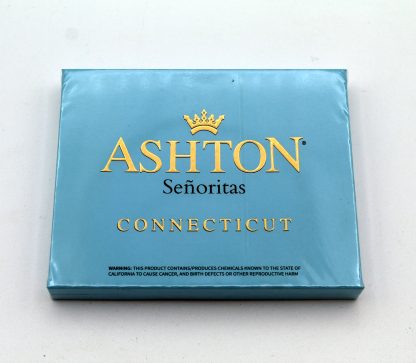 ASHTON®
Señoritas
CONNECTICUT
WARNING: THIS PRODUCT CONTAINS/PRODUCES CHEMICALS KNOWN TO THE STATE OF
CALIFORNIA TO CAUSE CANCER, AND BIRTH DEFECTS OR OTHER REPRODUCTIVE HARM